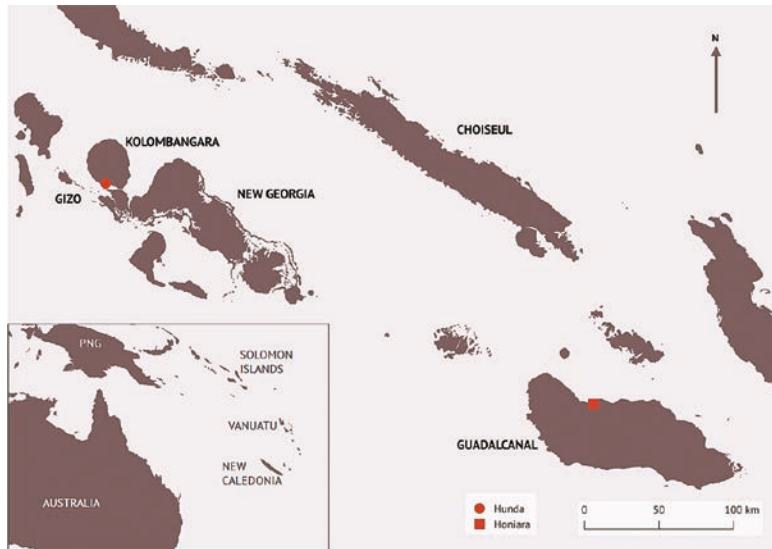 N
KOLOMBANGARA
CHOISEUL
GIZO
NEW GEORGIA
PNG
SOLOMON
ISLANDS
VANUATU
NEW
CALEDONIA
AUSTRALIA
GUADALCANAL
Hunda
Honiara
0 50 100 km